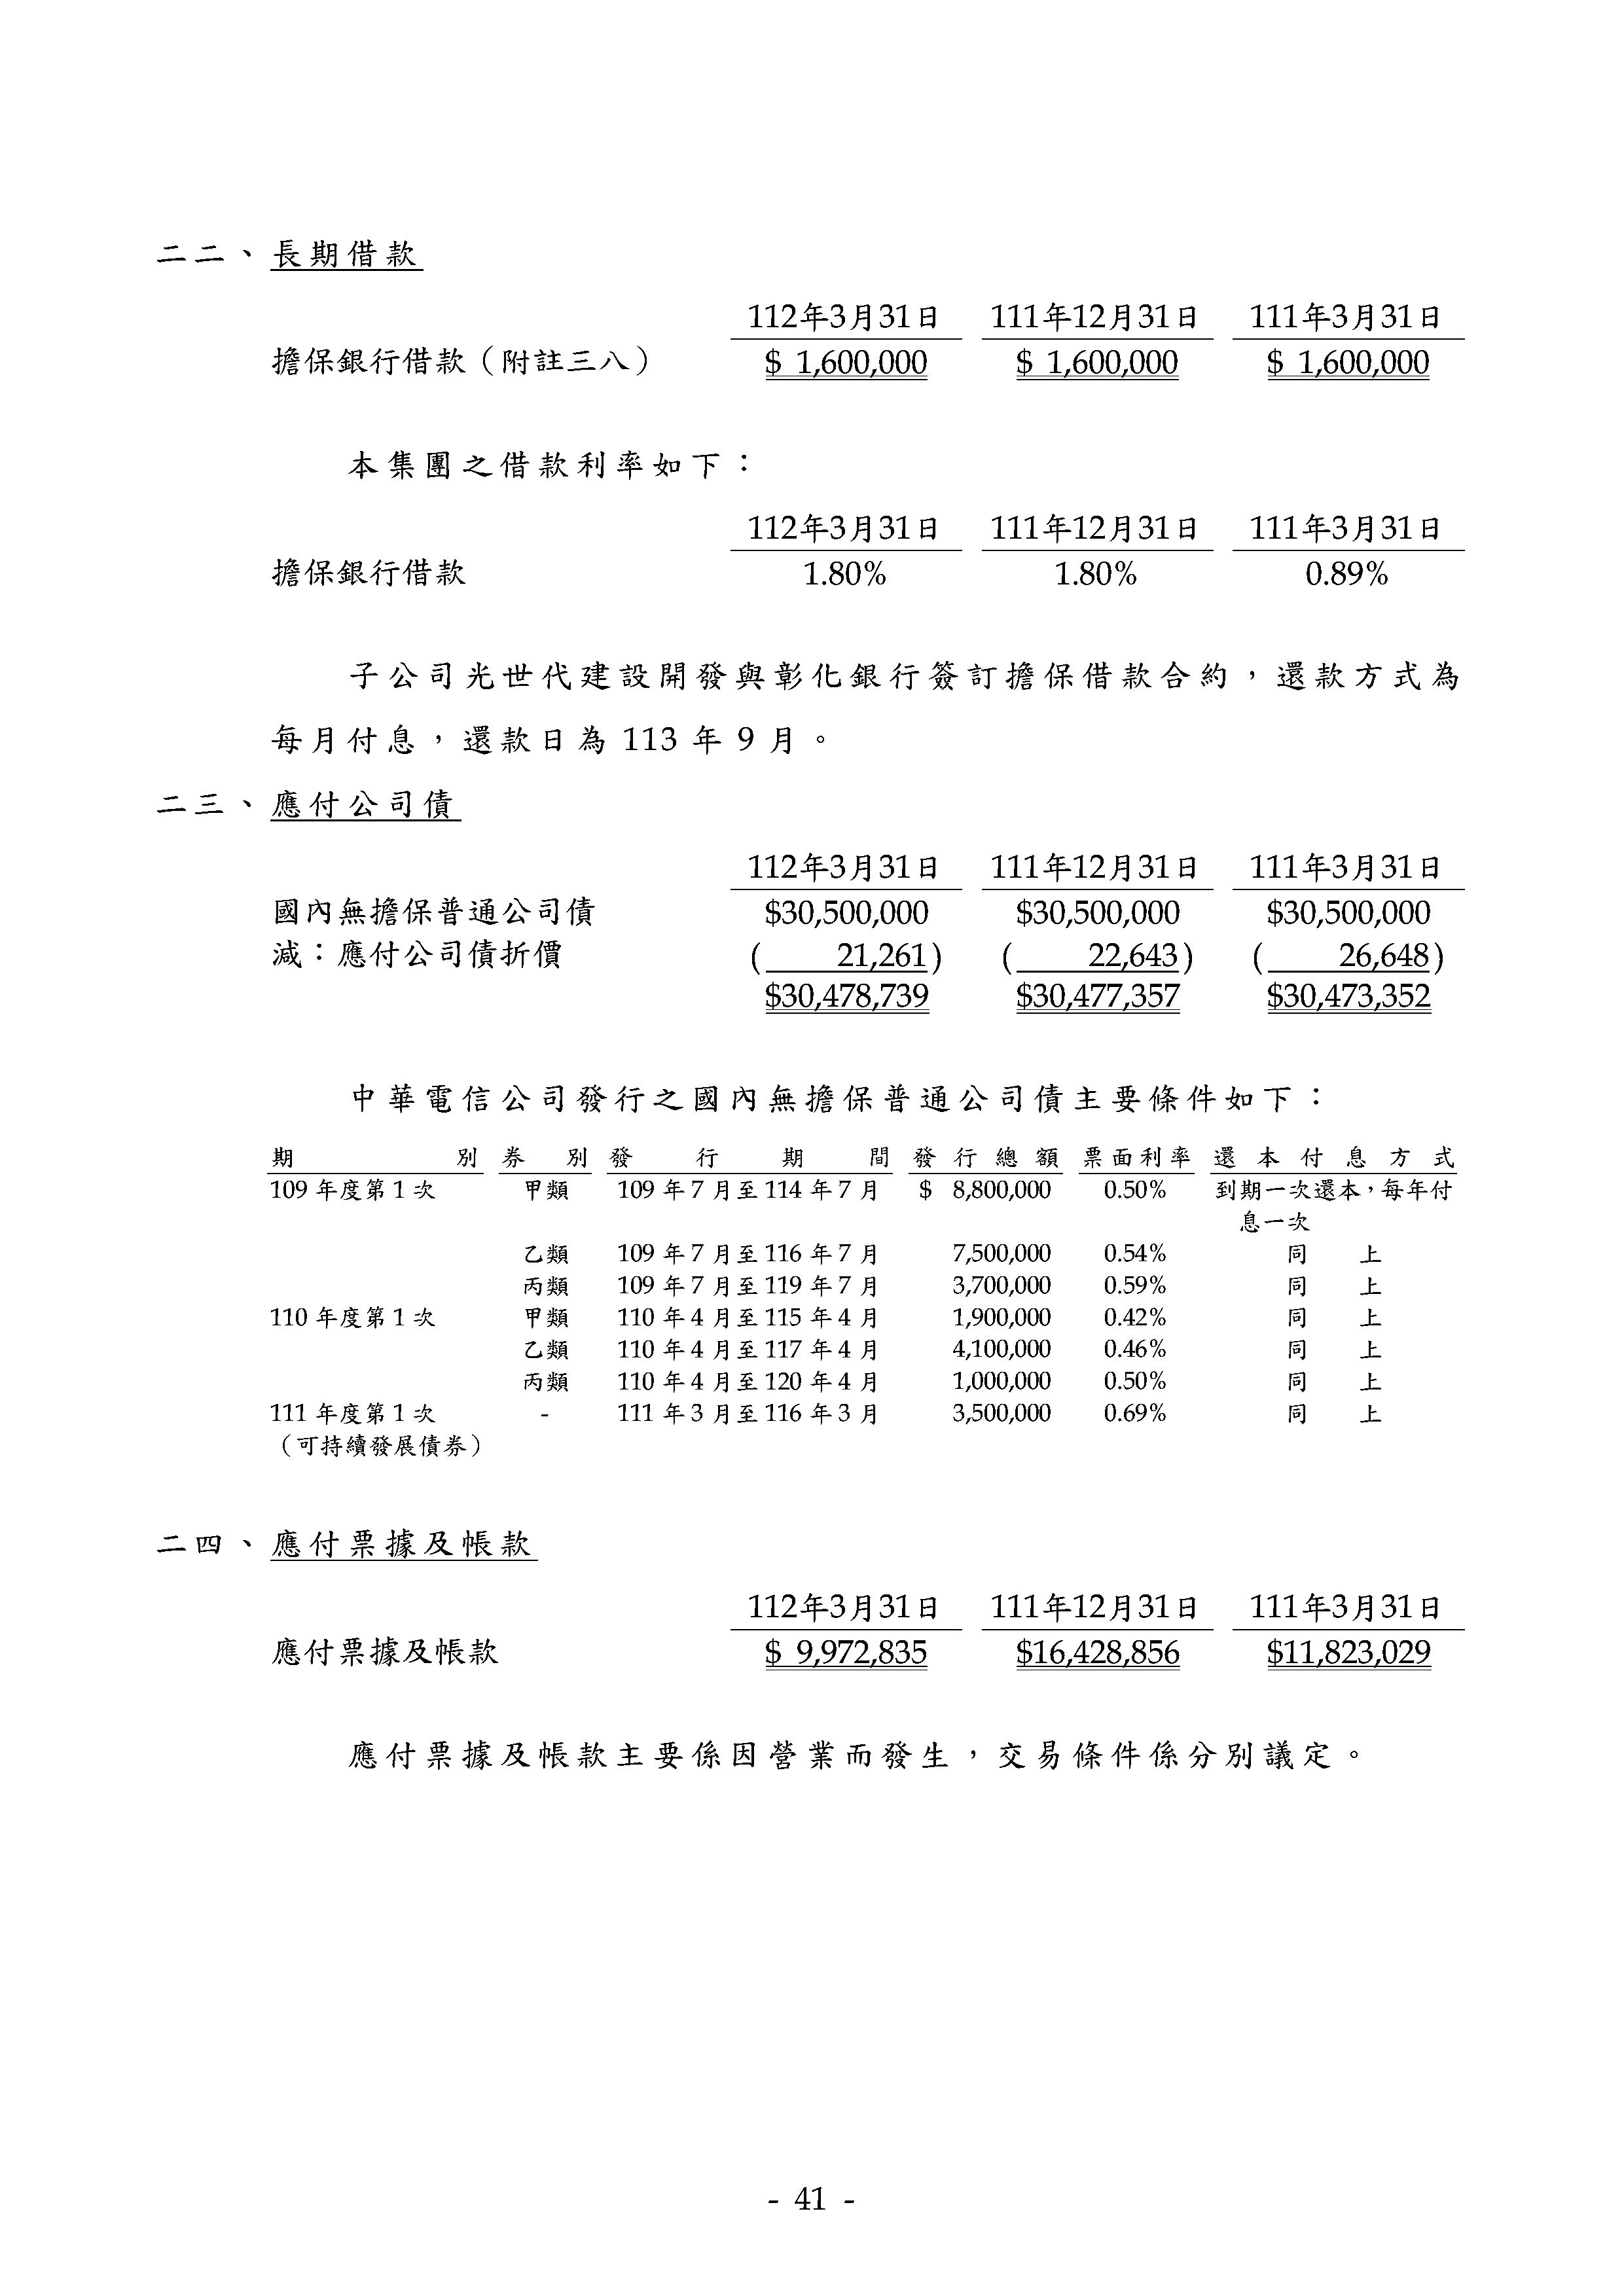 二二、長期借款
112年3月31日 111年12月31日 111年3月31日
擔保銀行借款（附註三八） $ 1,600,000 $ 1,600,000 $ 1,600,000
本集團之借款利率如下：
112年3月31日 111年12月31日 111年3月31日
擔保銀行借款 1.80% 1.80% 0.89%
子公司光世代建設開發與彰化銀行簽訂擔保借款合約，還款方式為
每月付息，還款日為 113 年 9 月。
二三、應付公司債
112年3月31日 111年12月31日 111年3月31日
國內無擔保普通公司債 $30,500,000 $30,500,000 $30,500,000
減：應付公司債折價 ( 21,261) ( 22,643) ( 26,648)
$30,478,739 $30,477,357 $30,473,352
中華電信公司發行之國內無擔保普通公司債主要條件如下：
期別 券別 發行期間 發行總額 票面利率 還本付息方式
109 年度第 1 次 甲類 109 年 7 月至 114 年 7 月 $ 8,800,000 0.50% 到期一次還本，每年付
息一次
乙類 109 年 7 月至 116 年 7 月 7,500,000 0.54% 同上
丙類 109 年 7 月至 119 年 7 月 3,700,000 0.59% 同上
110 年度第 1 次 甲類 110 年 4 月至 115 年 4 月 1,900,000 0.42% 同上
乙類 110 年 4 月至 117 年 4 月 4,100,000 0.46% 同上
丙類 110 年 4 月至 120 年 4 月 1,000,000 0.50% 同上
111 年度第 1 次 - 111 年 3 月至 116 年 3 月 3,500,000 0.69% 同上
（可持續發展債券）
二四、應付票據及帳款
112年3月31日 111年12月31日 111年3月31日
應付票據及帳款 $ 9,972,835 $16,428,856 $11,823,029
應付票據及帳款主要係因營業而發生，交易條件係分別議定。
- 41 -